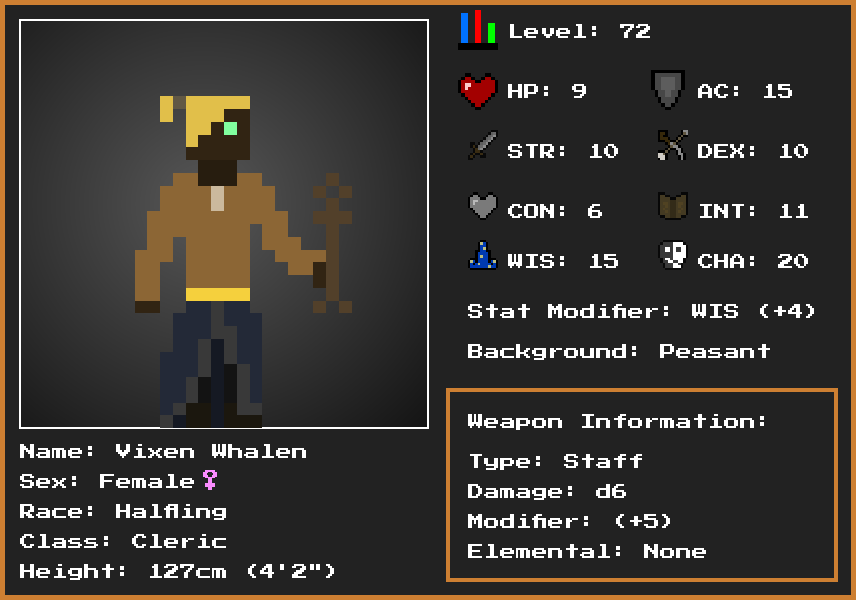 Level: 72
HP: 9 AC: 15
STR: 10 DEX: 10
CON: 6 INT: 11
WIS: 15 CHA: 20
Stat Modifier: WIS (+4)
Background: Peasant
Weapon Information:
Type: Staff
Damage: d6
Modifier: (+5)
Elemental: None
Name: Vixen Whalen
Sex: Female ♀
Race: Halfling
Class: Cleric
Height: 127cm (4'2")